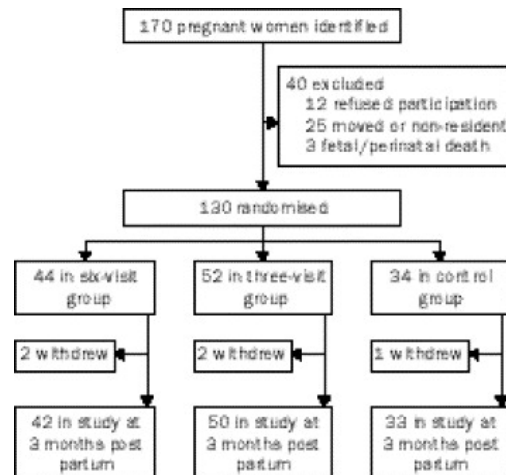 170 pregnant women identified
40 excluded
12 refused participation
25 moved or non-resident
3 fetal/perinatal death
130 randomised
44 in six-visit
group
52 in three-visit
group
34 in control
group
2 withdrew
2 withdrew
1 withdrew
42 in study at
3 months post
partum
50 in study at
3 months post
partum
33 in study at
3 months post
partum